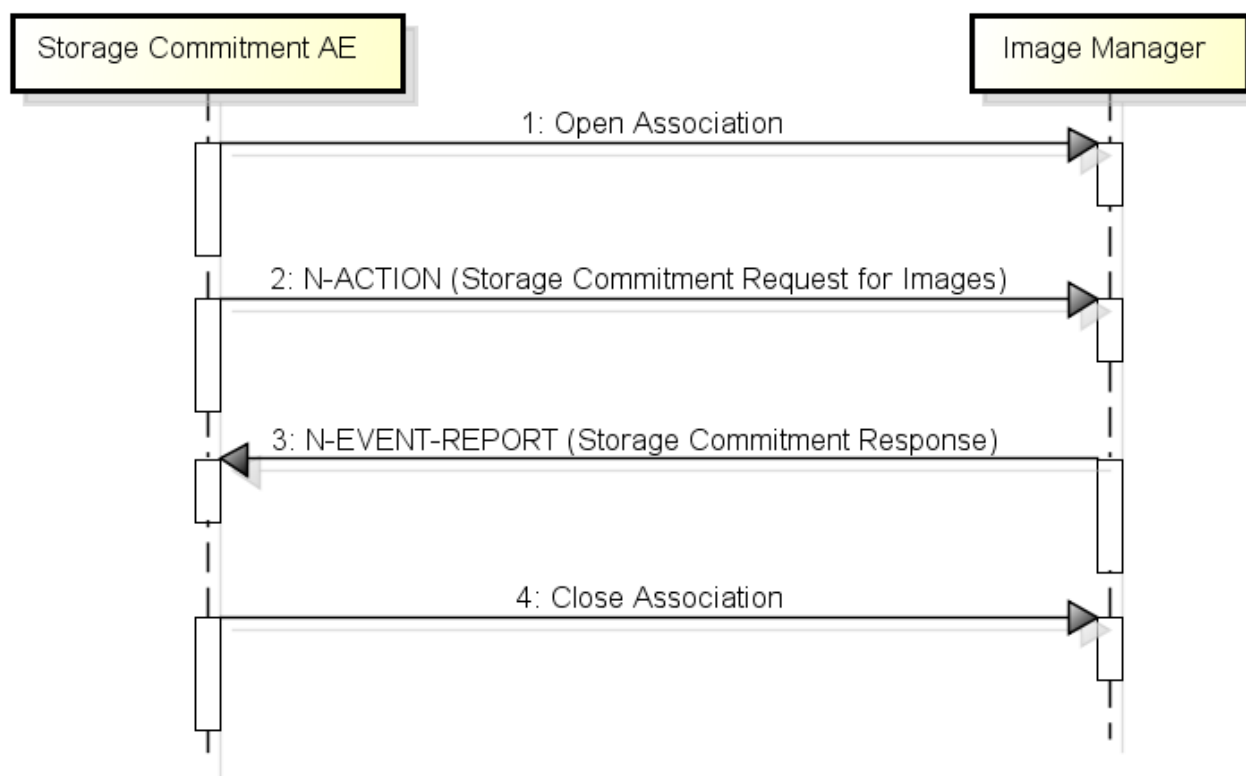 Storage Commitment AE
Image Manager
1: Open Association
2: N-ACTION (Storage Commitment Request for Images)
3: N-EVENT-REPORT (Storage Commitment Response)
4: Close Association